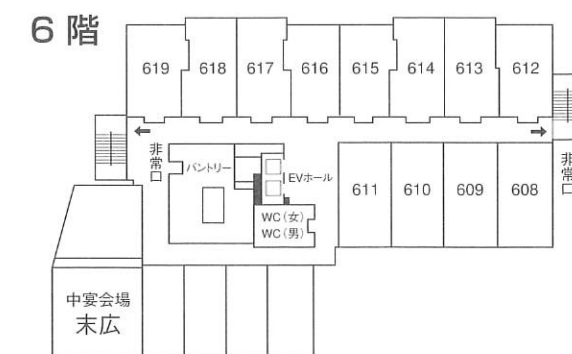 6 階
619
618
617
616
615
614
613
612
非常口
パントリー
EVホール
WC(女)
WC(男)
611
610
609
608
非常口
中宴会場
末広